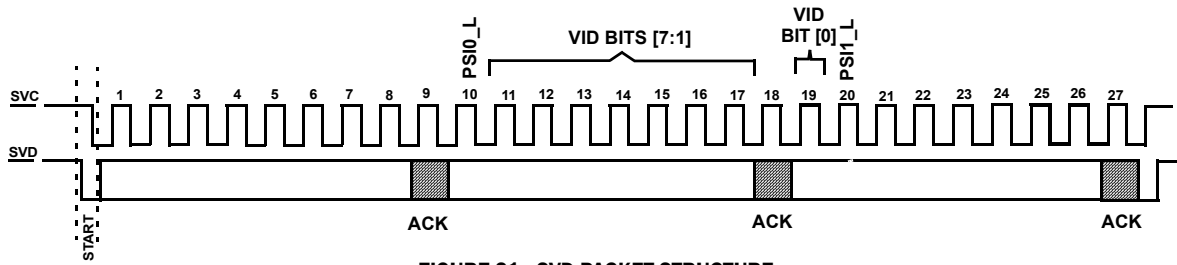 PSI0_L
VID BITS [7:1]
VID
BIT [0]
PSI1_L
SVC
1 2 3 4 5 6 7 8 9 10 11 12 13 14 15 16 17 18 19 20 21 22 23 24 25 26 27
SVD
START
ACK ACK ACK